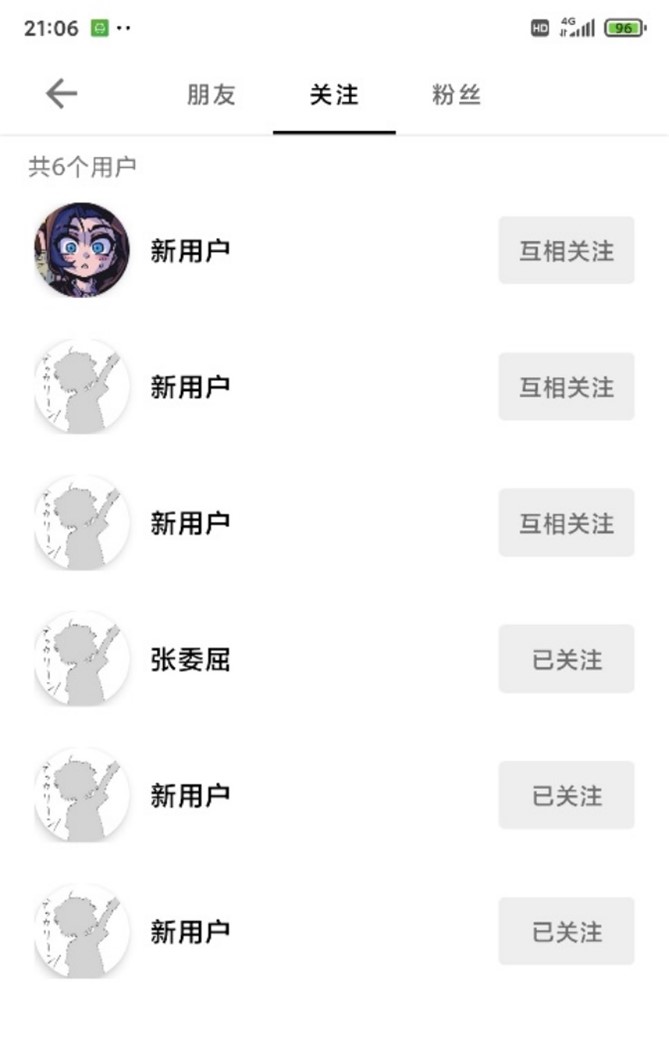 21:06
HD 4G 96
朋友 关注 粉丝
共6个用户
新用户 互相关注
新用户 互相关注
新用户 互相关注
张委屈 已关注
新用户 已关注
新用户 已关注